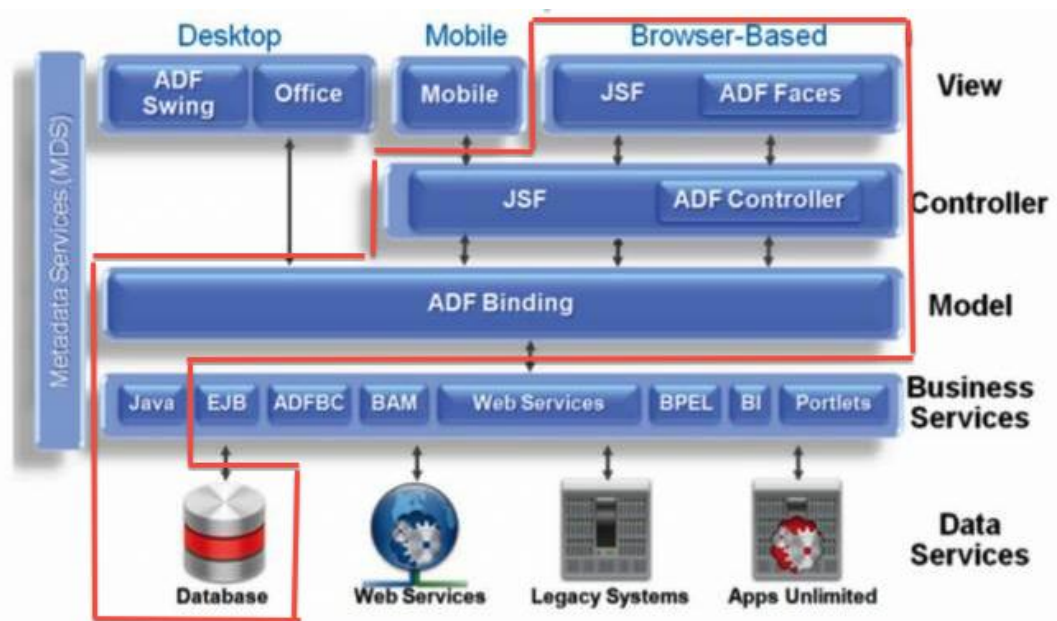 Desktop
Mobile
Browser-Based
Metadata Services (MDS)
ADF
Swing
Office
Mobile
JSF
ADF Faces
View
JSF
ADF Controller
Controller
ADF Binding
Model
Java
EJB
ADFBC
BAM
Web Services
BPEL
BI
Portlets
Business
Services
Data
Services
Database
Web Services
Legacy Systems
Apps Unlimited